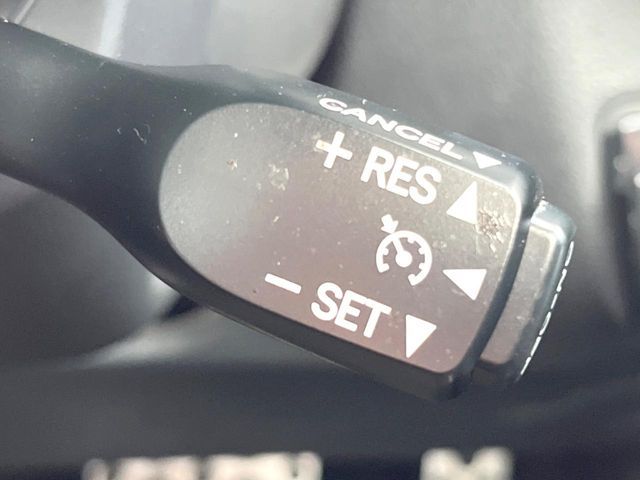 CANCEL
+ RES
– SET